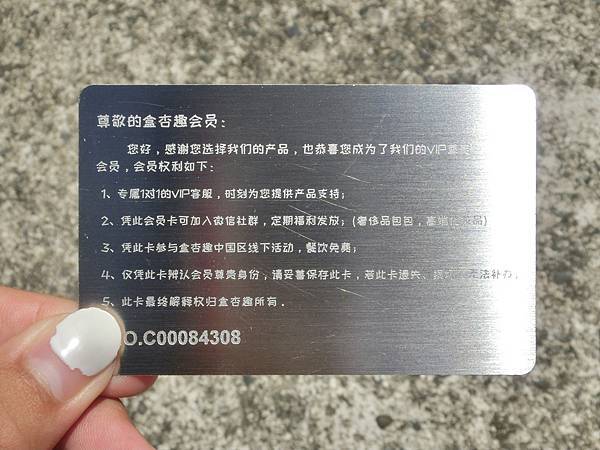 尊敬的盒杏趣会员：
您好，感谢您选择我们的产品，也恭喜您成为了我们的VIP
会员，会员权利如下：
1、专属1对1的VIP客服，时刻为您提供产品支持；
2、凭此会员卡可加入微信社群，定期福利发放；(奢侈品包包，高端
3、凭此卡参与盒杏趣中国区线下活动，餐饮免费；
4、仅凭此卡辨认会员尊贵身份，请妥善保存此卡，若此卡遗失、法补办；
5、此卡最终解释权归盒杏趣所有．
O.C00084308